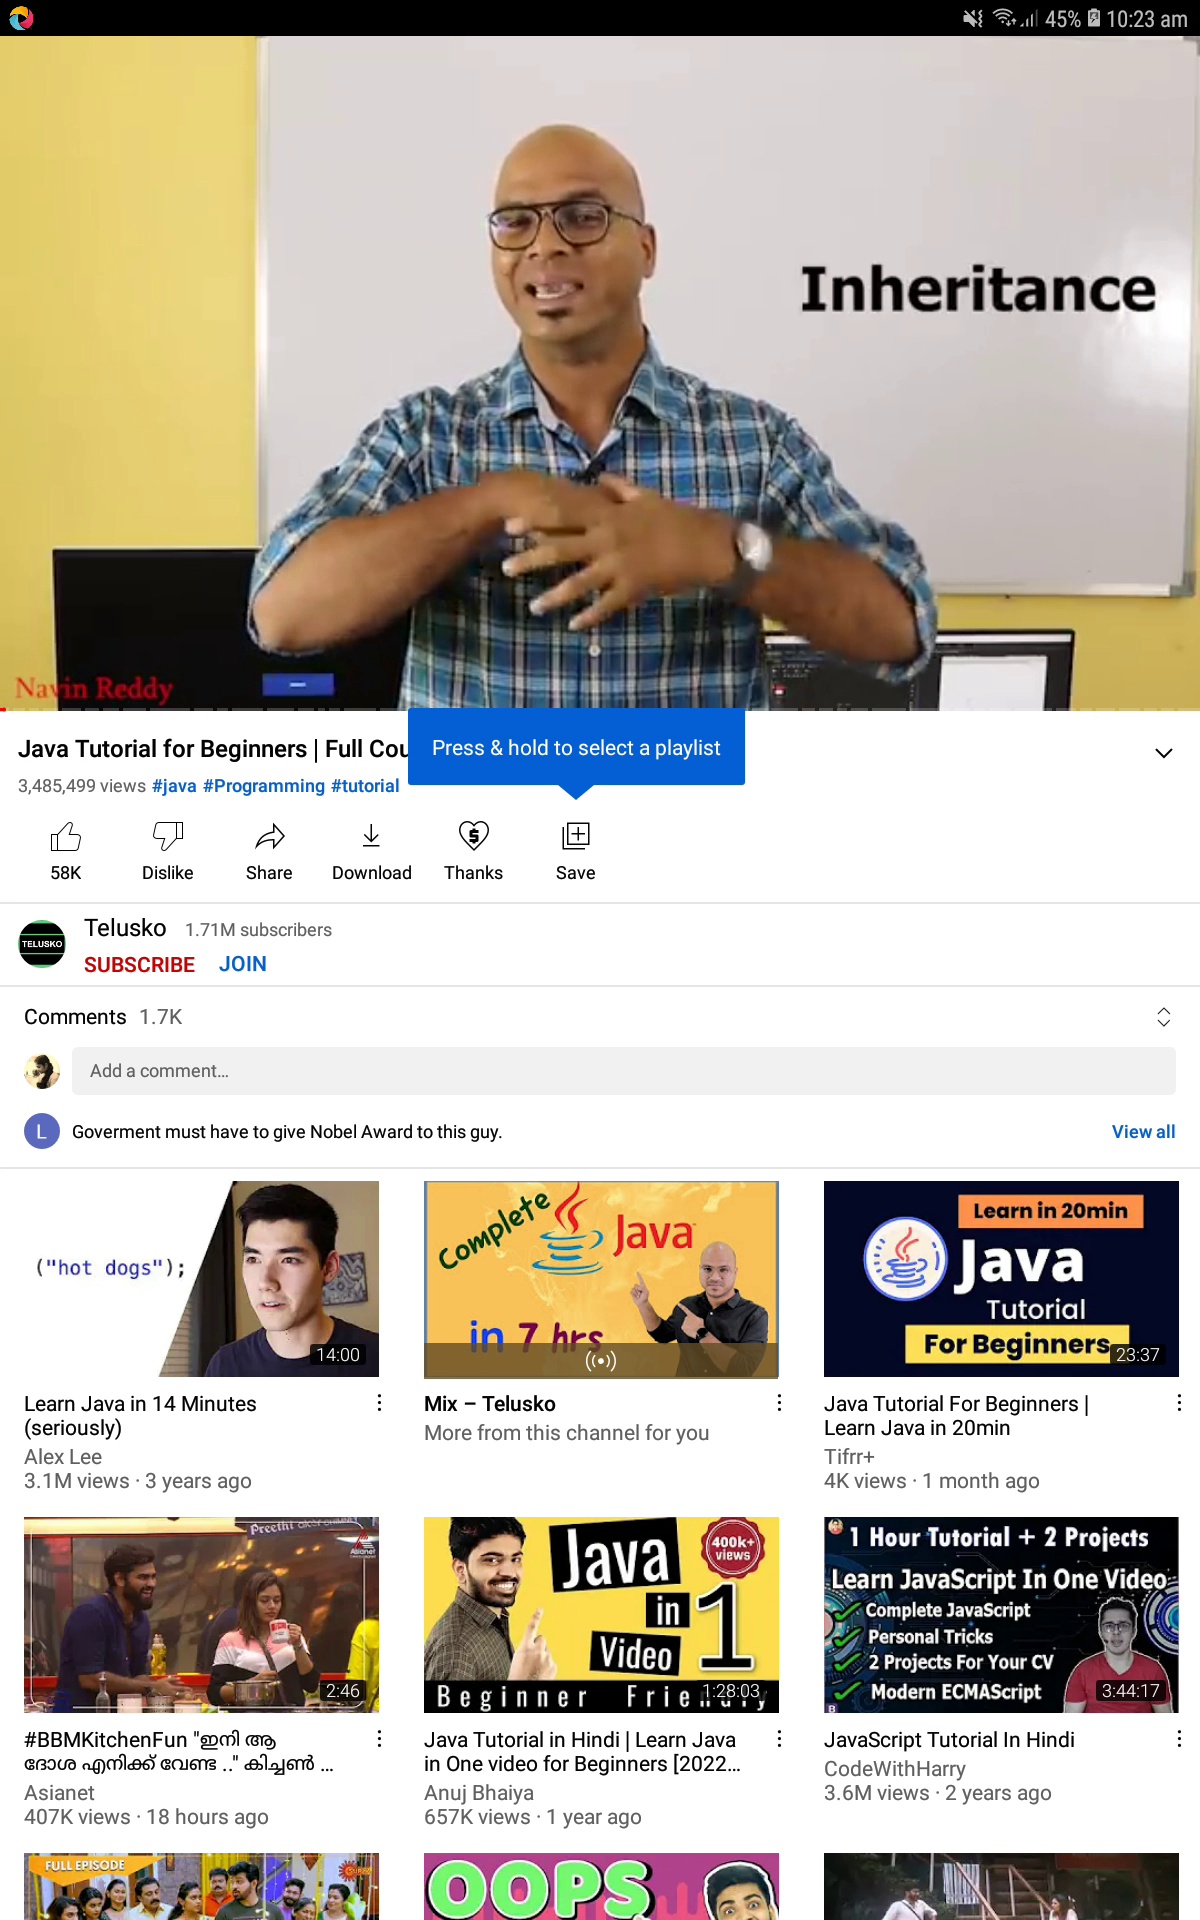 45% 10:23 am
Inheritance
Navin Reddy
Press & hold to select a playlist
Java Tutorial for Beginners | Full Cou
3,485,499 views #java #Programming #tutorial
58K Dislike Share Download Thanks Save
TELUSKO
Telusko 1.71M subscribers
SUBSCRIBE JOIN
Comments 1.7K
Add a comment...
L Goverment must have to give Nobel Award to this guy. View all
("hot dogs");
14:00
Complete Java
in 7 hrs
Learn in 20min
Java
Tutorial
For Beginners
23:37
Learn Java in 14 Minutes
(seriously)
Alex Lee
3.1M views · 3 years ago
Mix – Telusko
More from this channel for you
Java Tutorial For Beginners |
Learn Java in 20min
Tifrr+
4K views · 1 month ago
Preethi
Asianet
2:46
Java
in 1
Video
400k+
views
Beginner
1:28:03
1 Hour Tutorial + 2 Projects
Learn JavaScript In One Video
Complete JavaScript
Personal Tricks
2 Projects For Your CV
Modern ECMAScript
3:44:17
#BBMKitchenFun "ഇനി ആ
ദോശ എനിക്ക് വേണ്ട .." കിച്ചൺ ...
Asianet
407K views · 18 hours ago
Java Tutorial in Hindi | Learn Java
in One video for Beginners [2022...
Anuj Bhaiya
657K views · 1 year ago
JavaScript Tutorial In Hindi
CodeWithHarry
3.6M views · 2 years ago
FULL EPISODE
OOPS